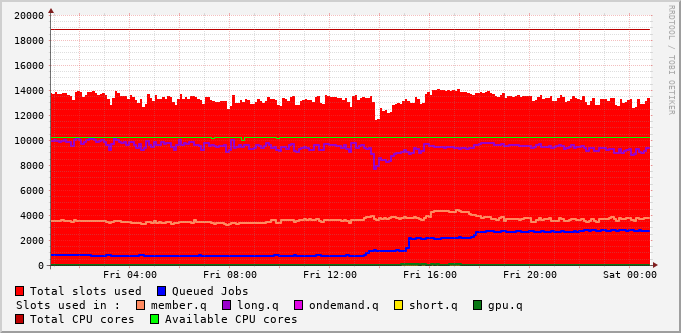 20000
18000
16000
14000
12000
10000
8000
6000
4000
2000
0
Fri 04:00 Fri 08:00 Fri 12:00 Fri 16:00 Fri 20:00 Sat 00:00
RRDTOOL / TOBI OETIKER
Total slots used Queued Jobs
Slots used in : member.q long.q ondemand.q short.q gpu.q
Total CPU cores Available CPU cores